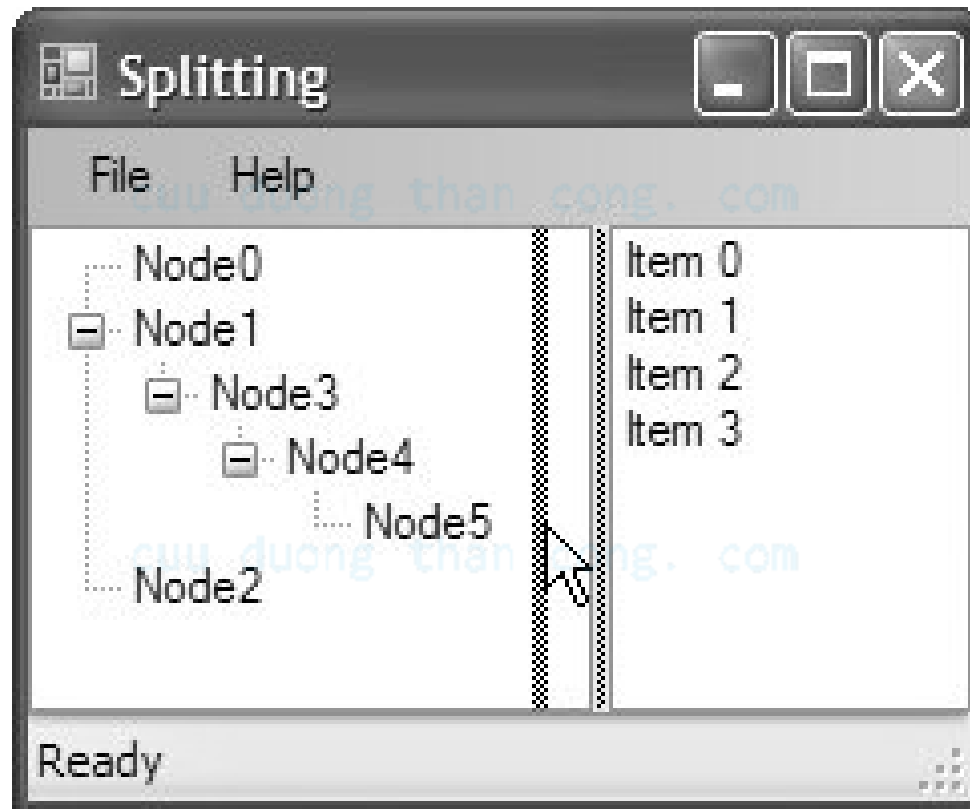 Splitting
File Help
cuu duong than cong. com
Node0
Node1
Node3
Node4
Node5
Node2
Item 0
Item 1
Item 2
Item 3
cuu duong than cong. com
Ready